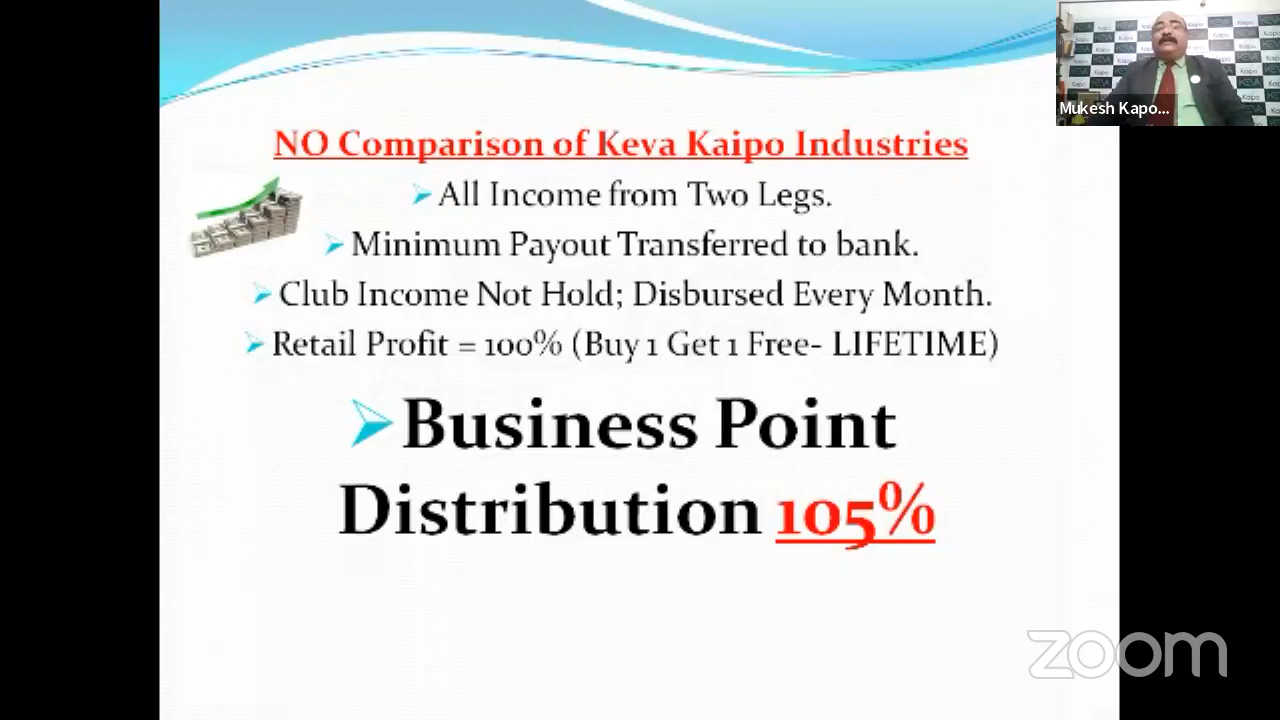 NO Comparison of Keva Kaipo Industries
All Income from Two Legs.
Minimum Payout Transferred to bank.
Club Income Not Hold; Disbursed Every Month.
Retail Profit = 100% (Buy 1 Get 1 Free- LIFETIME)
Business Point
Distribution 105%
Mukesh Kapo...
KEVA
Kaipo
zoom